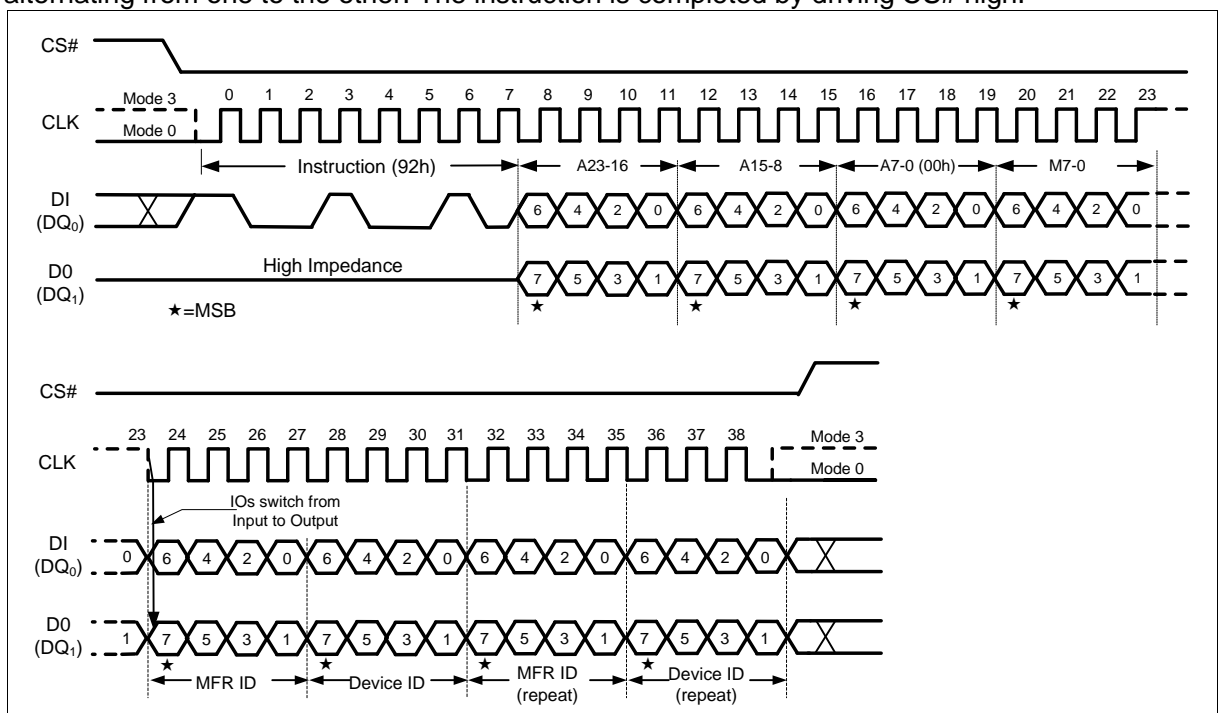 alternating from one to the other. The instruction is completed by driving CS# high.
CS#
Mode 3 0 1 2 3 4 5 6 7 8 9 10 11 12 13 14 15 16 17 18 19 20 21 22 23
CLK
Mode 0
Instruction (92h) A23-16 A15-8 A7-0 (00h) M7-0
DI
(DQ0)
6 4 2 0 6 4 2 0 6 4 2 0 6 4 2 0
High Impedance
D0
(DQ1)
7 5 3 1 7 5 3 1 7 5 3 1 7 5 3 1
★=MSB ★ ★ ★ ★
CS#
23 24 25 26 27 28 29 30 31 32 33 34 35 36 37 38 Mode 3
CLK
Mode 0
IOs switch from
Input to Output
DI
(DQ0)
0 6 4 2 0 6 4 2 0 6 4 2 0 6 4 2 0
D0
(DQ1)
1 7 5 3 1 7 5 3 1 7 5 3 1 7 5 3 1
★ ★ ★ ★
MFR ID Device ID MFR ID
(repeat)
Device ID
(repeat)